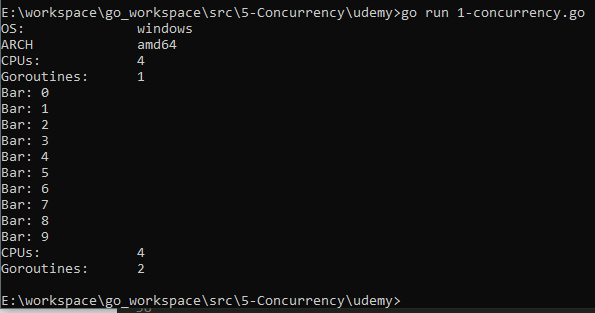 E:\workspace\go_workspace\src\5-Concurrency\udemy>go run 1-concurrency.go
OS:             windows
ARCH            amd64
CPUs:           4
Goroutines:     1
Bar: 0
Bar: 1
Bar: 2
Bar: 3
Bar: 4
Bar: 5
Bar: 6
Bar: 7
Bar: 8
Bar: 9
CPUs:           4
Goroutines:     2
E:\workspace\go_workspace\src\5-Concurrency\udemy>